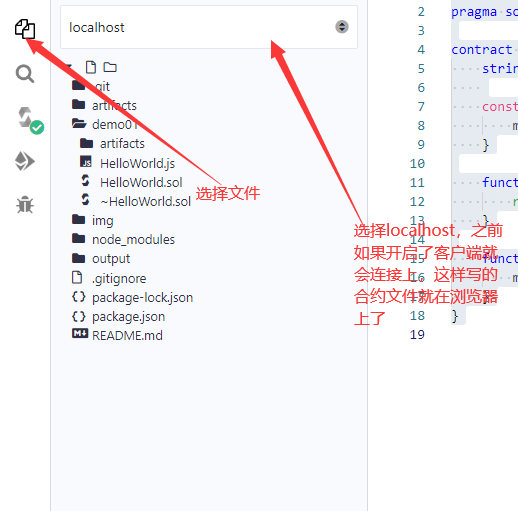 localhost
.git
artifacts
demo01
artifacts
HelloWorld.js
HelloWorld.sol
~HelloWorld.sol
img
node_modules
output
.gitignore
package-lock.json
package.json
README.md
选择文件
选择localhost，之前
如果开启了客户端就
会连接上，这样写的
合约文件就在浏览器
上了
2 pragma so
3
4 contract
5 string
6
7 const
8 m
9 }
10
11 funct
12 r
13 }
14
15 funct
16 m
17 }
18 }
19